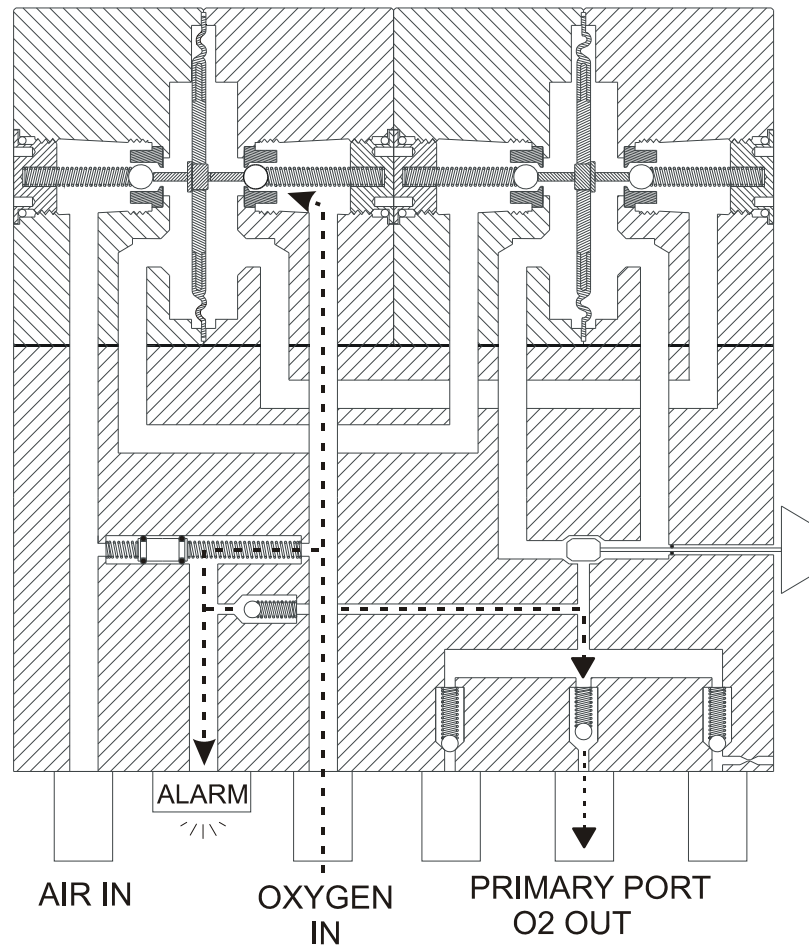 ALARM
AIR IN
OXYGEN
IN
PRIMARY PORT
O2 OUT